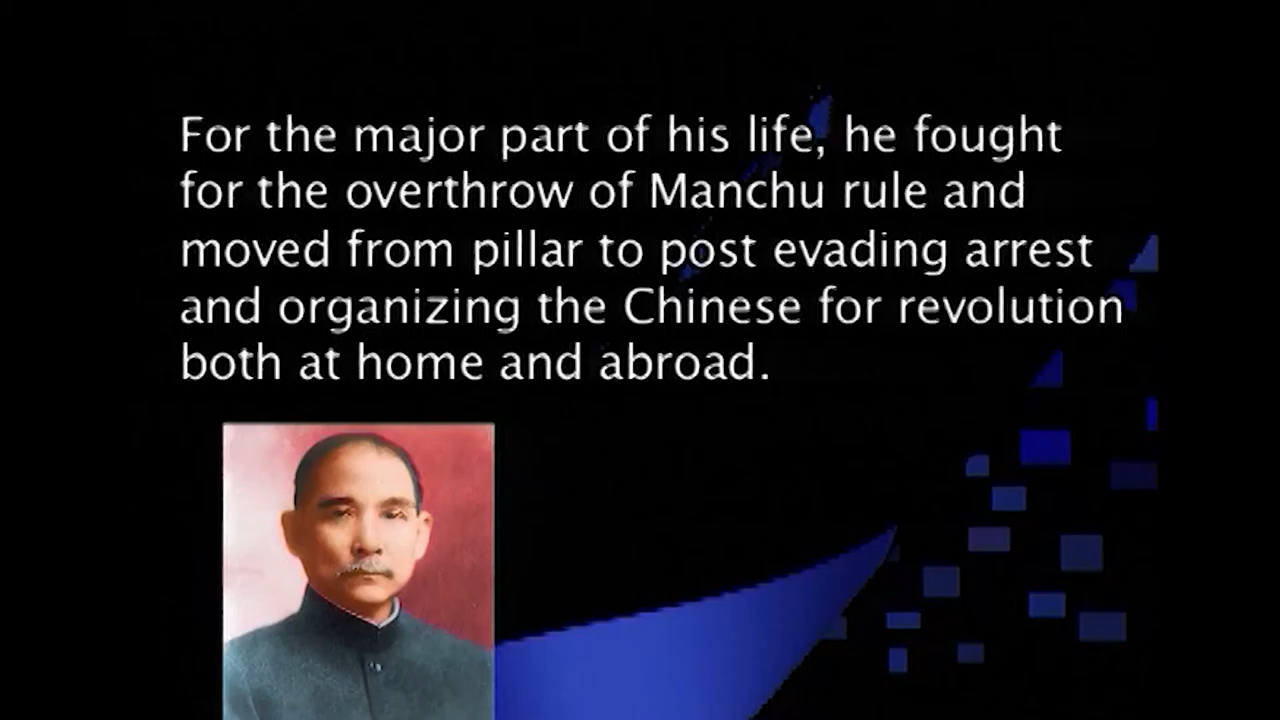 For the major part of his life, he fought
for the overthrow of Manchu rule and
moved from pillar to post evading arrest
and organizing the Chinese for revolution
both at home and abroad.